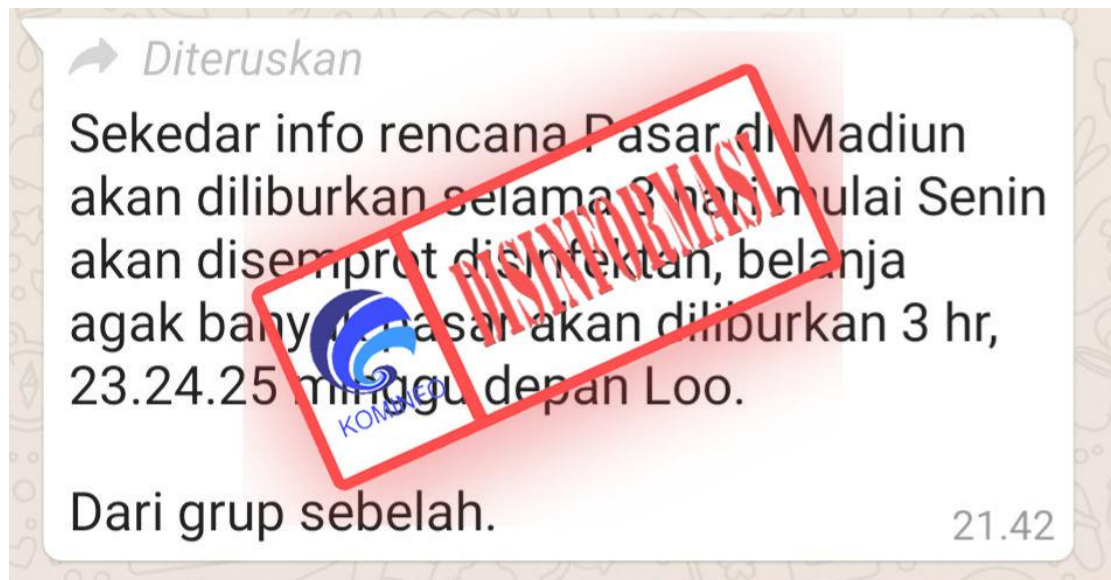 Diteruskan
Sekedar info rencana Pasar di Madiun
akan diliburkan selama 3 hari mulai Senin
akan disemprot disinfektan, belanja
agak banyak pasar akan diliburkan 3 hr,
23.24.25 minggu depan Loo.
Dari grup sebelah.
21.42
DISINFORMASI
KOMINFO